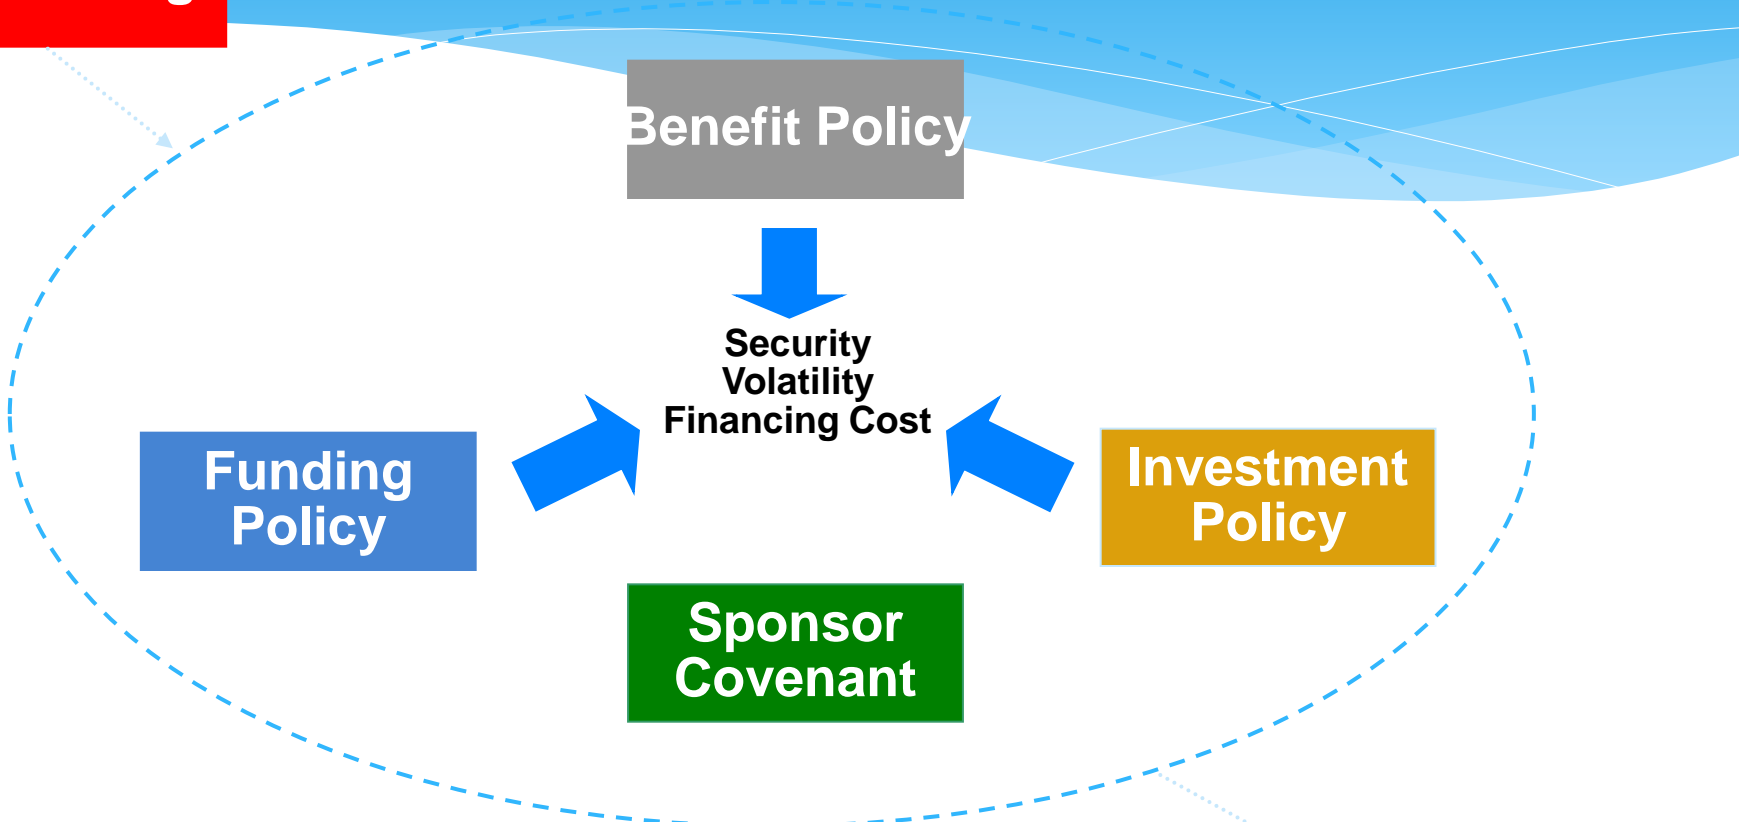 Benefit Policy
Security
Volatility
Financing Cost
Funding
Policy
Investment
Policy
Sponsor
Covenant